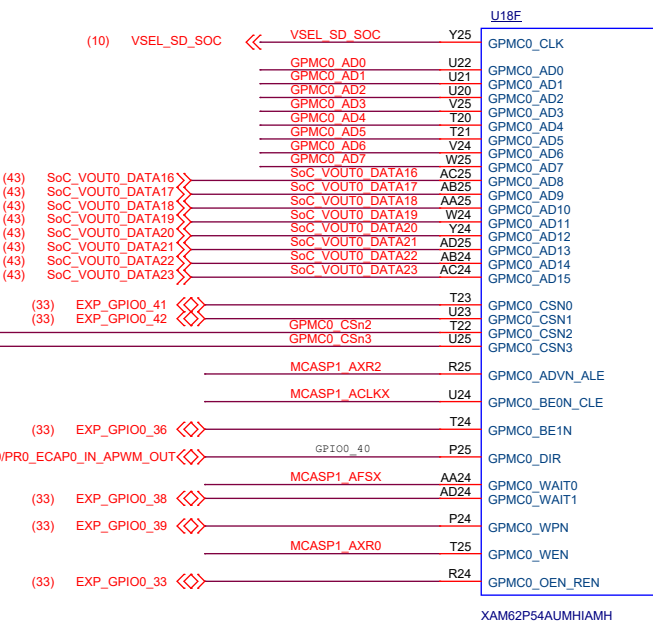 U18F
(10) VSEL_SD_SOC VSEL_SD_SOC Y25 GPMC0_CLK
GPMC0_AD0 U22 GPMC0_AD0
GPMC0_AD1 U21 GPMC0_AD1
GPMC0_AD2 U20 GPMC0_AD2
GPMC0_AD3 V25 GPMC0_AD3
GPMC0_AD4 T20 GPMC0_AD4
GPMC0_AD5 T21 GPMC0_AD5
GPMC0_AD6 V24 GPMC0_AD6
GPMC0_AD7 W25 GPMC0_AD7
(43) SoC_VOUT0_DATA16 SoC_VOUT0_DATA16 AC25 GPMC0_AD8
(43) SoC_VOUT0_DATA17 SoC_VOUT0_DATA17 AB25 GPMC0_AD9
(43) SoC_VOUT0_DATA18 SoC_VOUT0_DATA18 AA25 GPMC0_AD10
(43) SoC_VOUT0_DATA19 SoC_VOUT0_DATA19 W24 GPMC0_AD11
(43) SoC_VOUT0_DATA20 SoC_VOUT0_DATA20 Y24 GPMC0_AD12
(43) SoC_VOUT0_DATA21 SoC_VOUT0_DATA21 AD25 GPMC0_AD13
(43) SoC_VOUT0_DATA22 SoC_VOUT0_DATA22 AB24 GPMC0_AD14
(43) SoC_VOUT0_DATA23 SoC_VOUT0_DATA23 AC24 GPMC0_AD15
(33) EXP_GPIO0_41 T23 GPMC0_CSN0
(33) EXP_GPIO0_42 U23 GPMC0_CSN1
GPMC0_CSn2 T22 GPMC0_CSN2
GPMC0_CSn3 U25 GPMC0_CSN3
MCASP1_AXR2 R25 GPMC0_ADVN_ALE
MCASP1_ACLKX U24 GPMC0_BE0N_CLE
(33) EXP_GPIO0_36 T24 GPMC0_BE1N
0/PR0_ECAP0_IN_APWM_OUT GPIO0_40 P25 GPMC0_DIR
MCASP1_AFSX AA24 GPMC0_WAIT0
(33) EXP_GPIO0_38 AD24 GPMC0_WAIT1
(33) EXP_GPIO0_39 P24 GPMC0_WPN
MCASP1_AXR0 T25 GPMC0_WEN
(33) EXP_GPIO0_33 R24 GPMC0_OEN_REN
XAM62P54AUMHIAMH